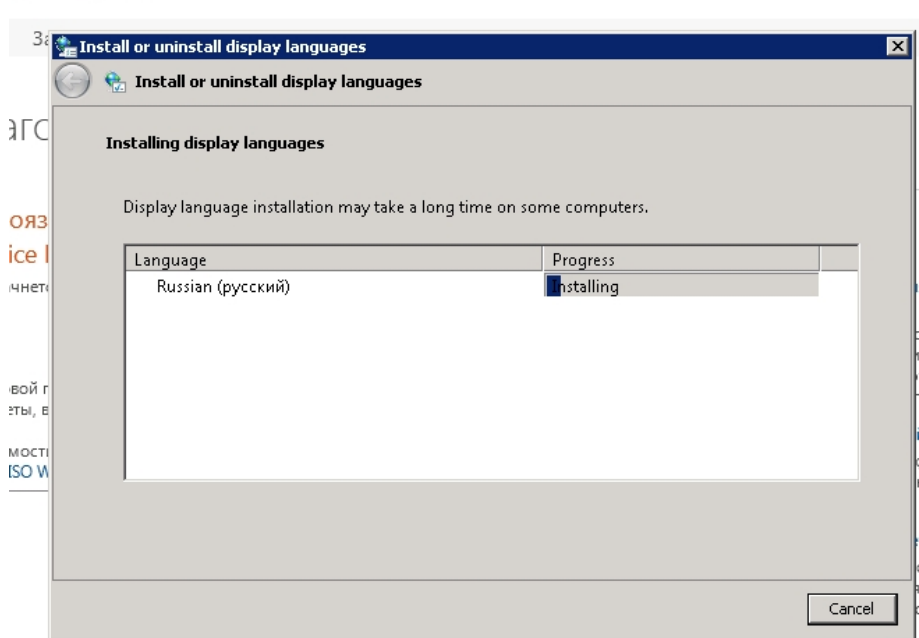 Install or uninstall display languages
Install or uninstall display languages
Installing display languages
Display language installation may take a long time on some computers.
Language Progress
Russian (русский) Installing
ISO W
Cancel